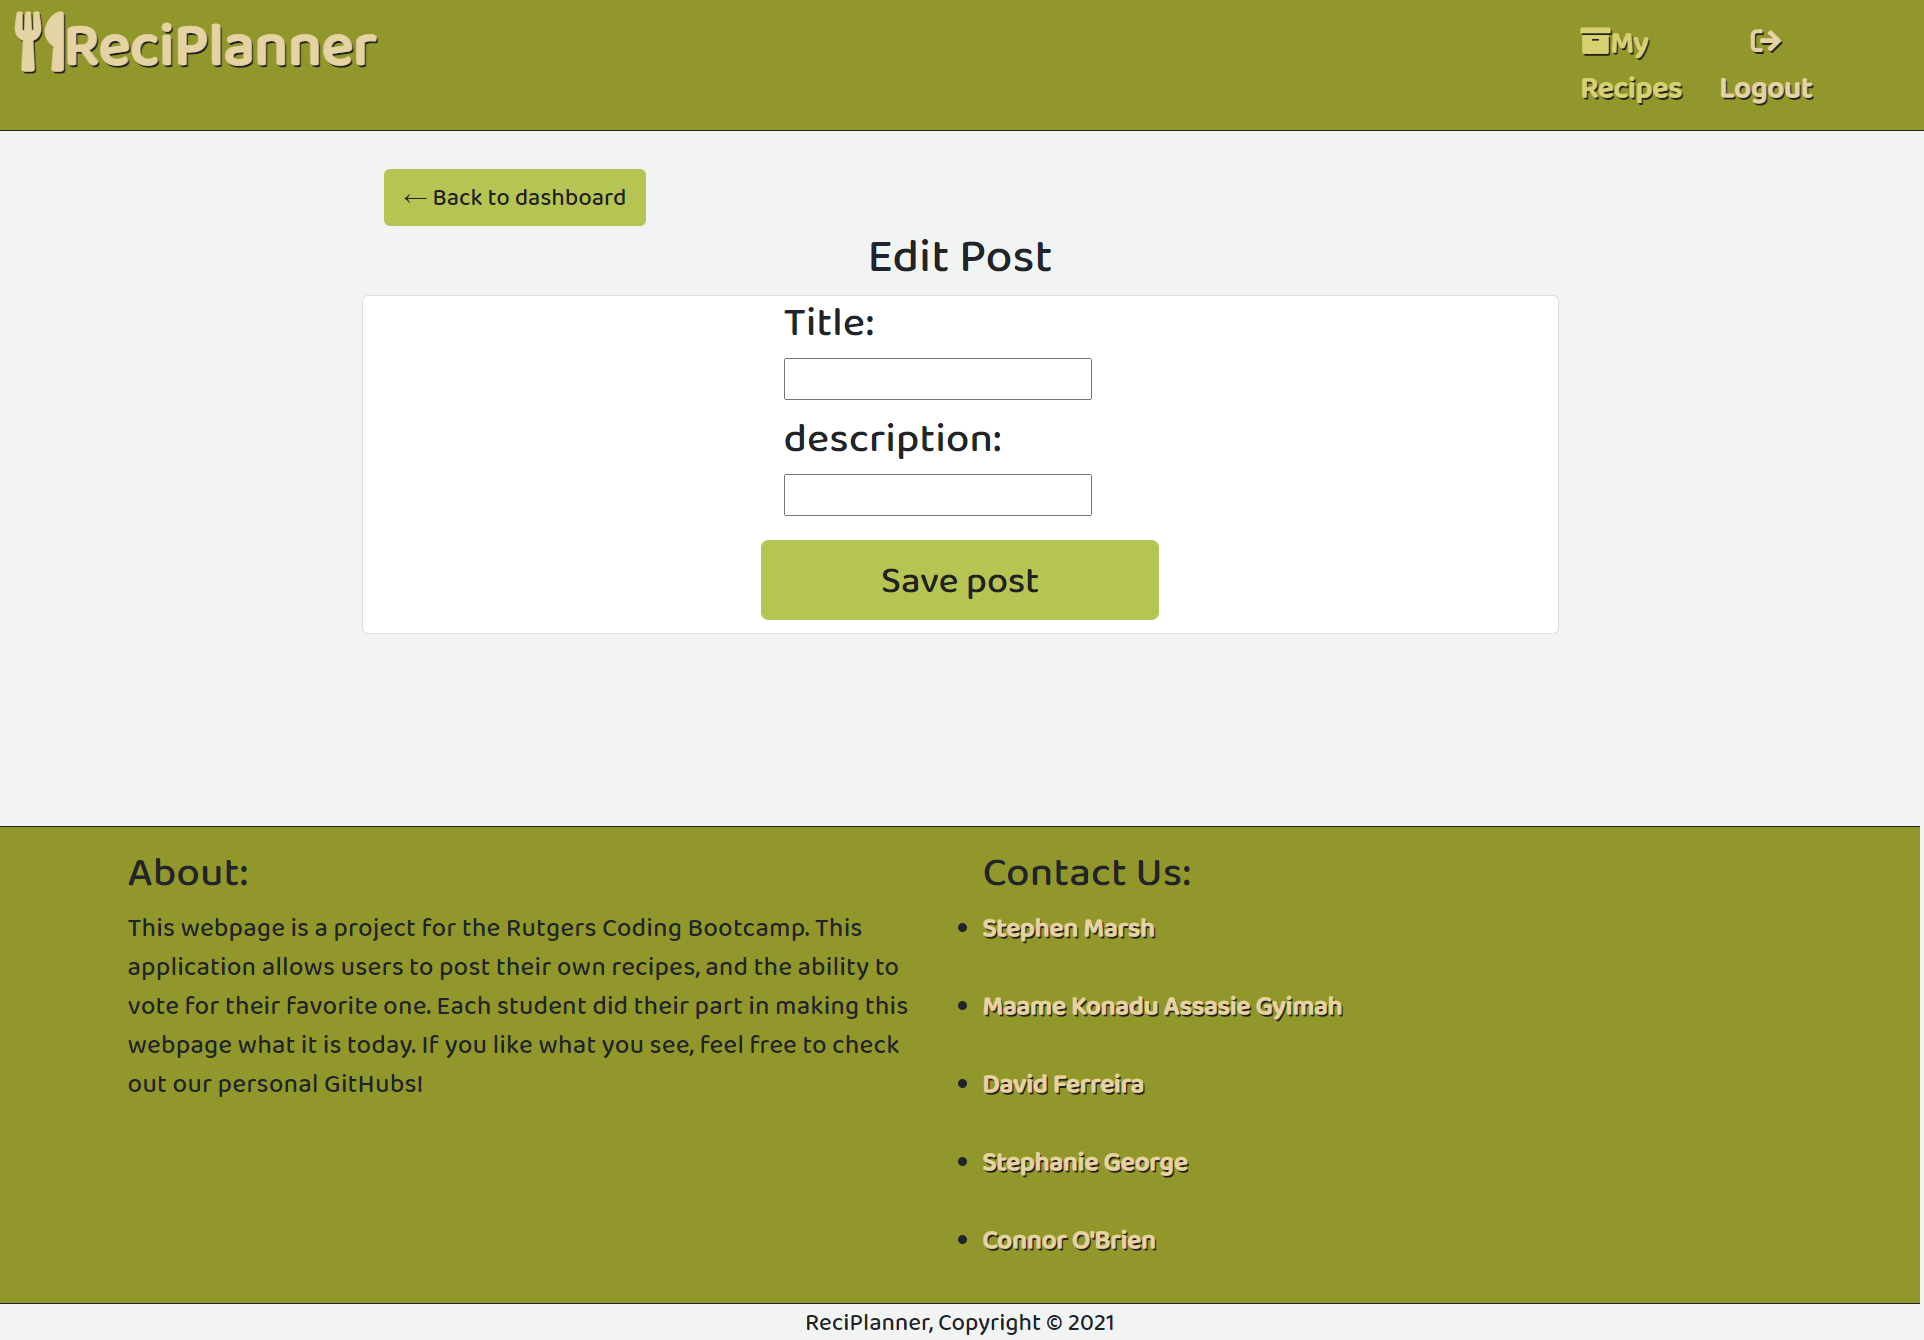 ReciPlanner
My
Recipes
Logout
← Back to dashboard
Edit Post
Title:
description:
Save post
About:
This webpage is a project for the Rutgers Coding Bootcamp. This
application allows users to post their own recipes, and the ability to
vote for their favorite one. Each student did their part in making this
webpage what it is today. If you like what you see, feel free to check
out our personal GitHubs!
Contact Us:
• Stephen Marsh
• Maame Konadu Assasie Gyimah
• David Ferreira
• Stephanie George
• Connor O'Brien
ReciPlanner, Copyright © 2021